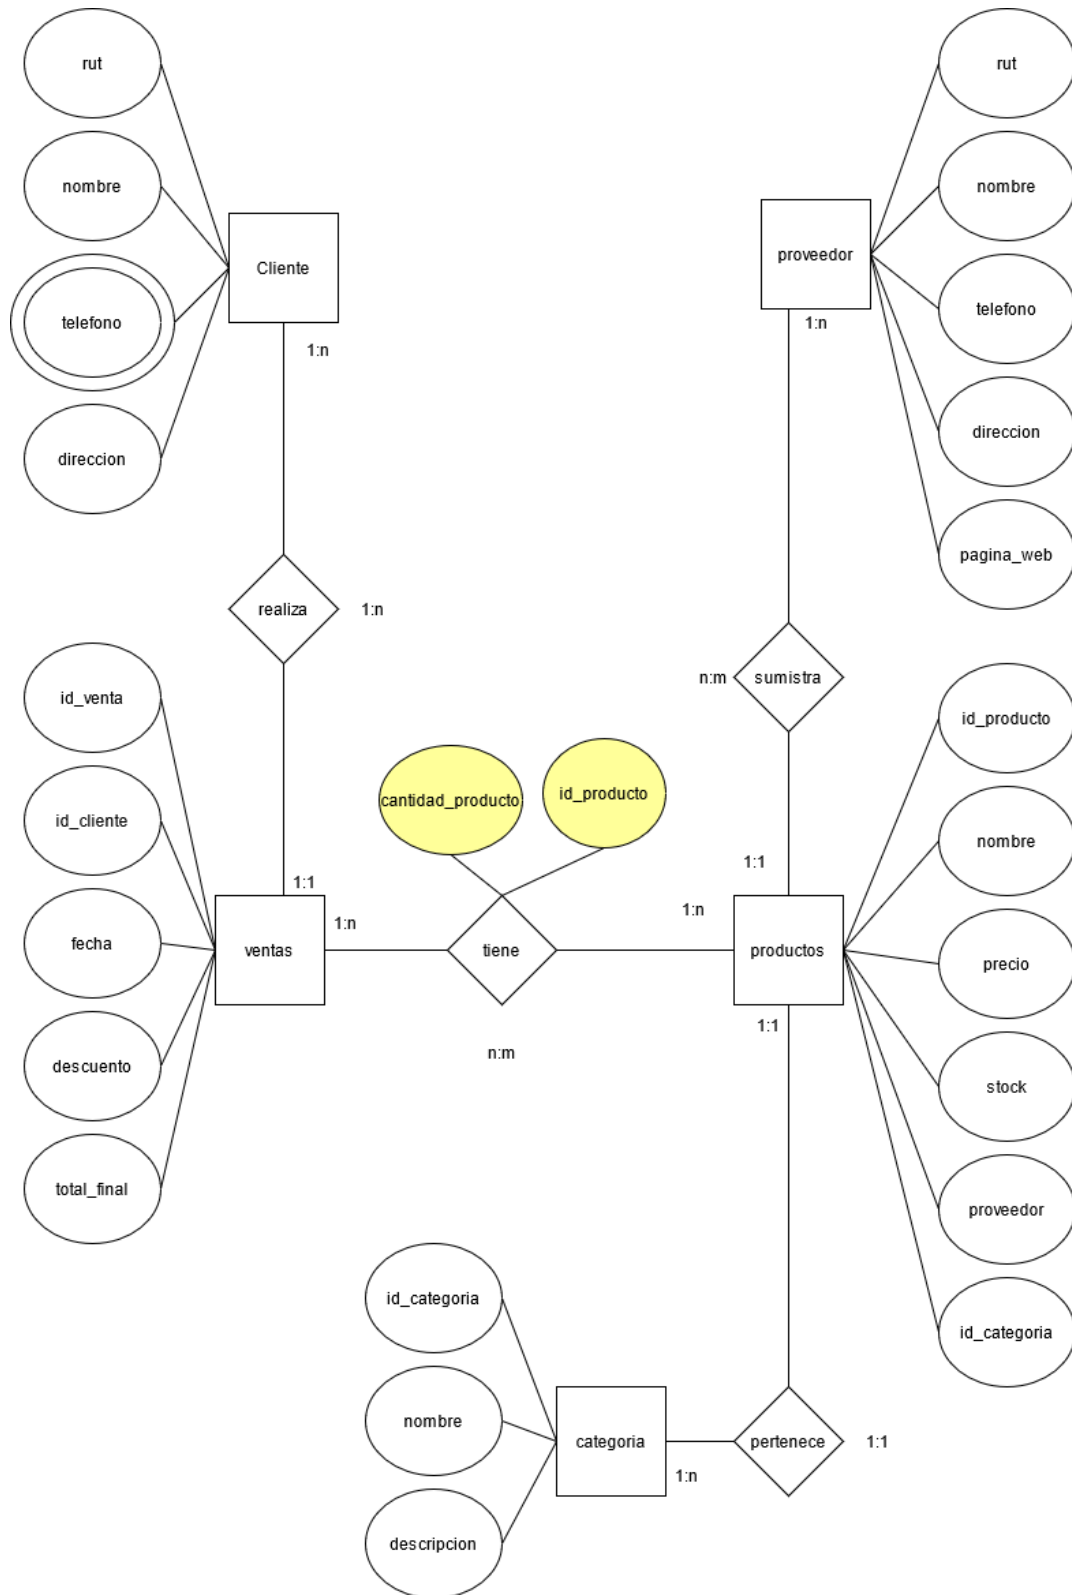 rut
nombre
telefono
direccion
Cliente
1:n
realiza
1:n
rut
nombre
telefono
direccion
pagina_web
proveedor
1:n
n:m
sumistra
id_venta
id_cliente
fecha
descuento
total_final
1:1
ventas
1:n
cantidad_producto
id_producto
tiene
n:m
1:n
1:1
productos
1:1
id_producto
nombre
precio
stock
proveedor
id_categoria
id_categoria
nombre
descripcion
categoria
1:n
pertenece
1:1